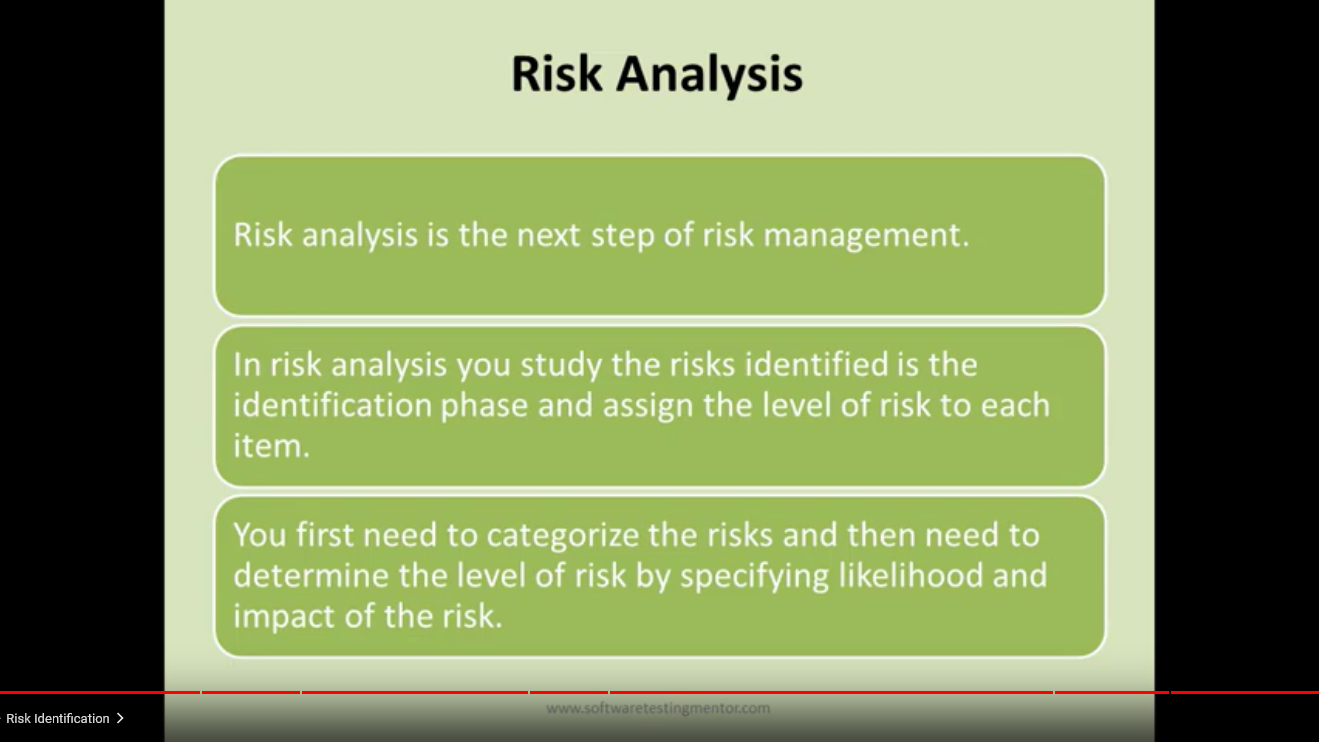 Risk Analysis
Risk analysis is the next step of risk management.
In risk analysis you study the risks identified is the
identification phase and assign the level of risk to each
item.
You first need to categorize the risks and then need to
determine the level of risk by specifying likelihood and
impact of the risk.
www.softwaretestingmentor.com
Risk Identification